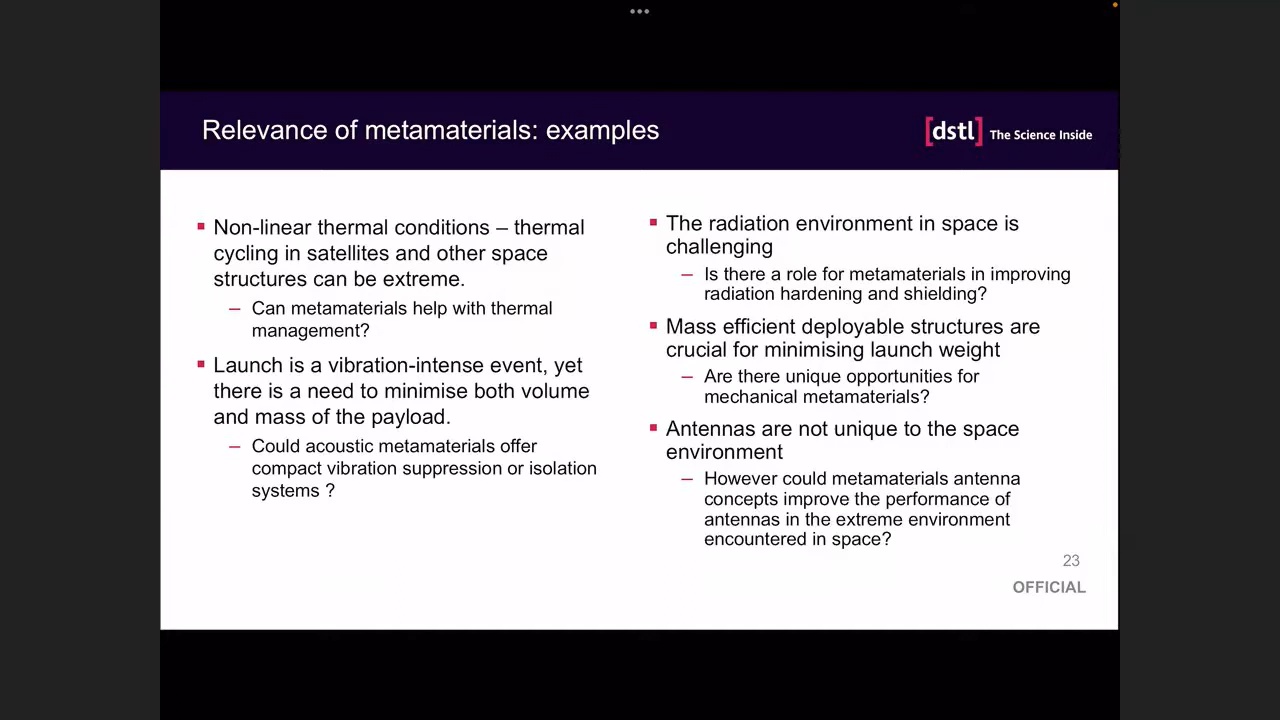 Relevance of metamaterials: examples
[dstl] The Science Inside
Non-linear thermal conditions – thermal
cycling in satellites and other space
structures can be extreme.
– Can metamaterials help with thermal
management?
Launch is a vibration-intense event, yet
there is a need to minimise both volume
and mass of the payload.
– Could acoustic metamaterials offer
compact vibration suppression or isolation
systems ?
The radiation environment in space is
challenging
– Is there a role for metamaterials in improving
radiation hardening and shielding?
Mass efficient deployable structures are
crucial for minimising launch weight
– Are there unique opportunities for
mechanical metamaterials?
Antennas are not unique to the space
environment
– However could metamaterials antenna
concepts improve the performance of
antennas in the extreme environment
encountered in space?
23
OFFICIAL